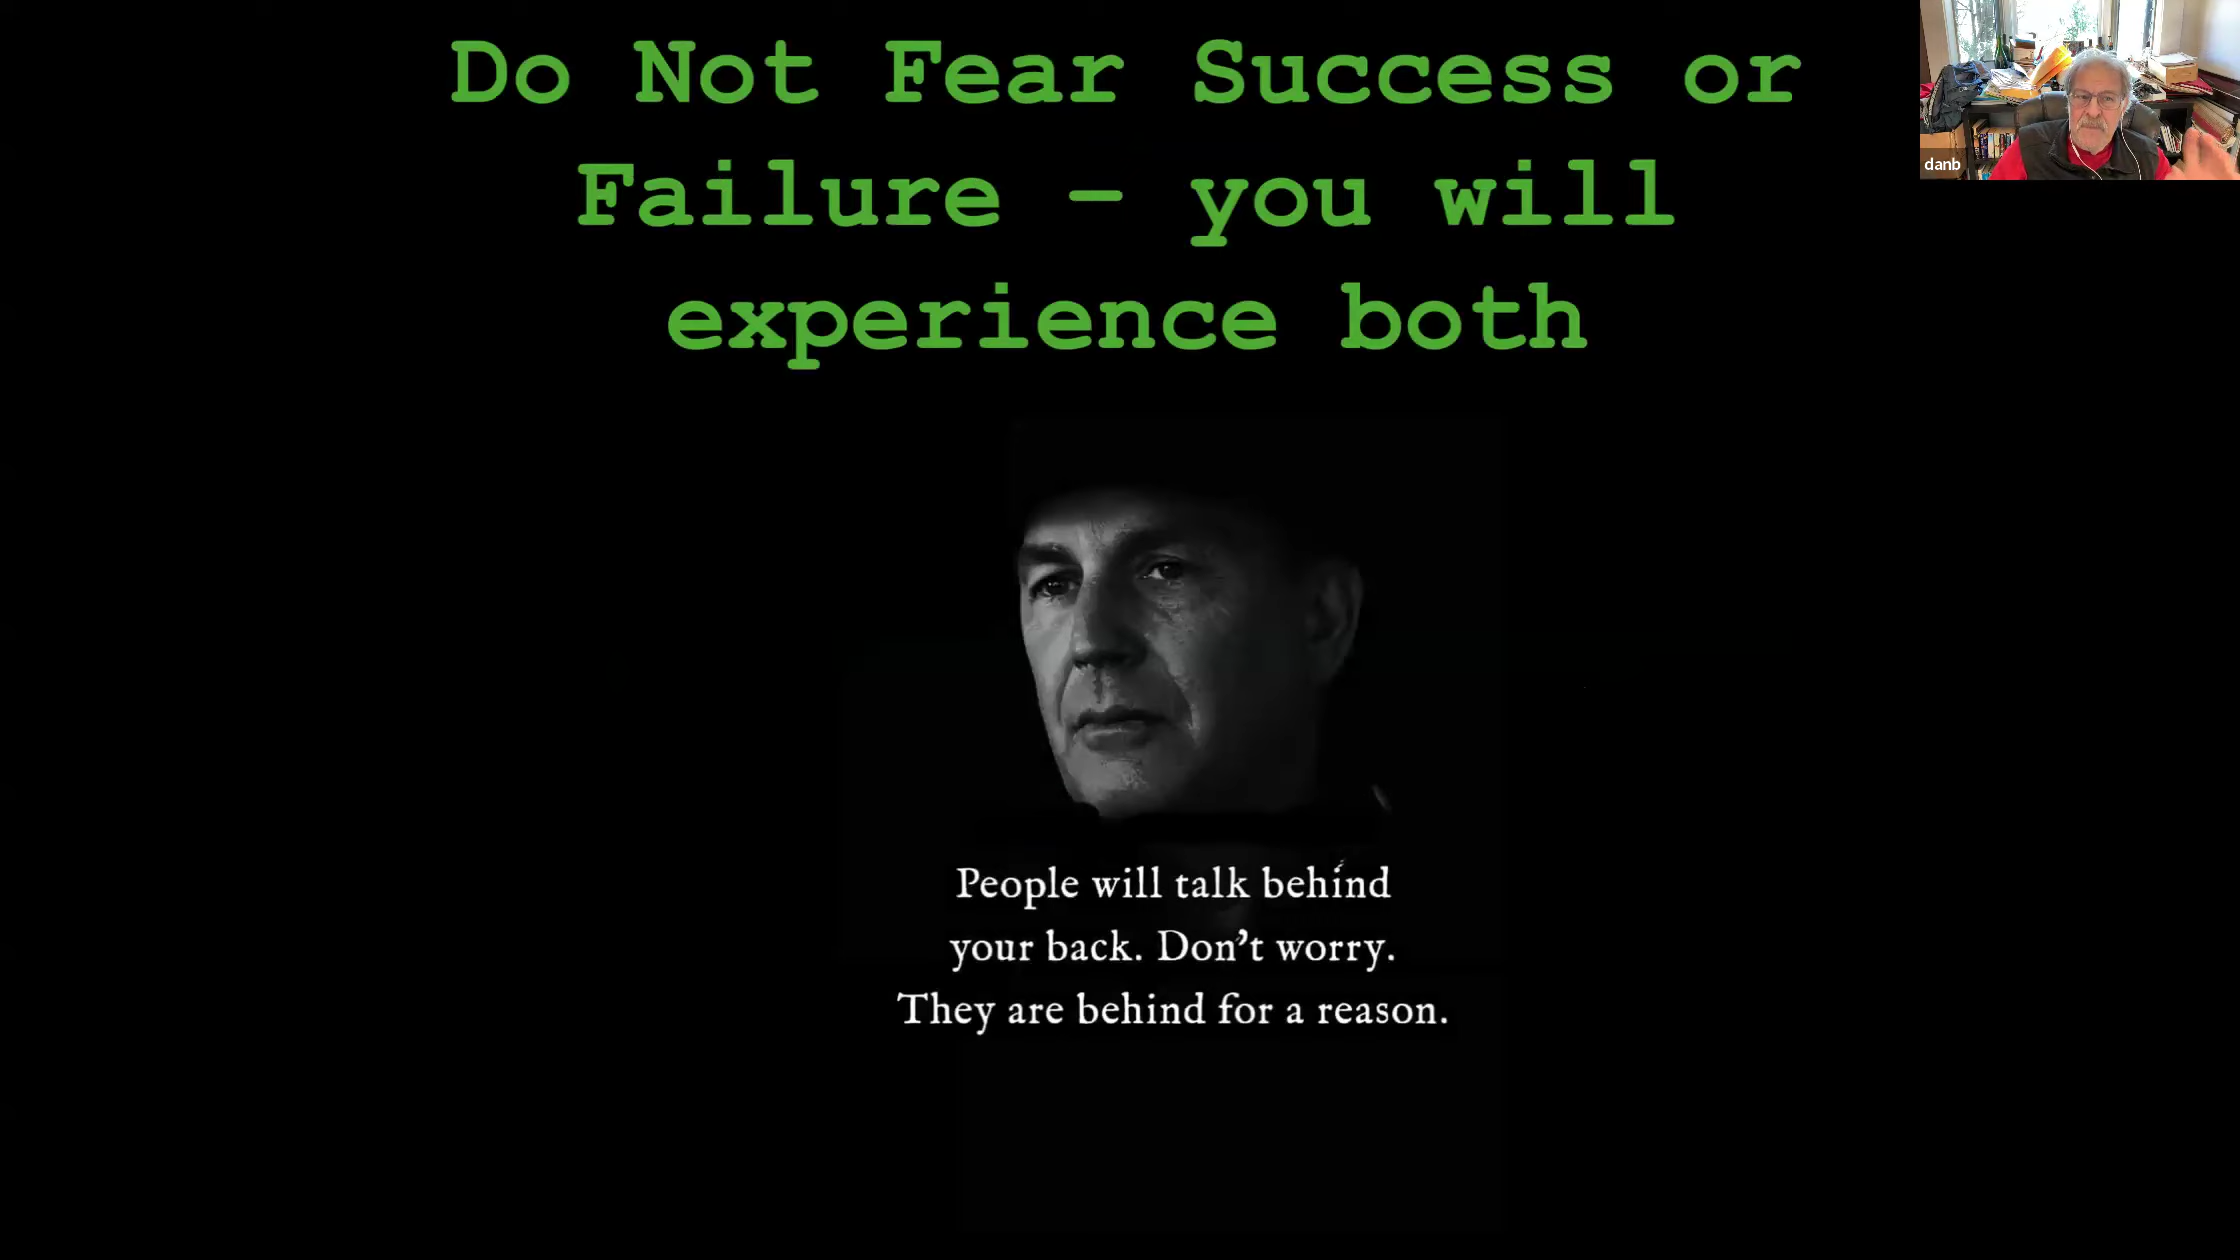 Do Not Fear Success or
Failure – you will
experience both
danb
People will talk behind
your back. Don't worry.
They are behind for a reason.